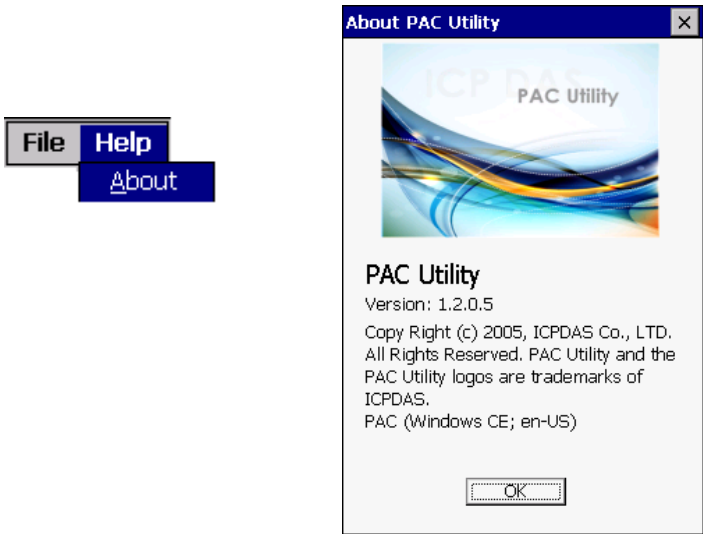 File Help
About
About PAC Utility
ICP DAS
PAC Utility
PAC Utility
Version: 1.2.0.5
Copy Right (c) 2005, ICPDAS Co., LTD.
All Rights Reserved. PAC Utility and the
PAC Utility logos are trademarks of
ICPDAS.
PAC (Windows CE; en-US)
OK